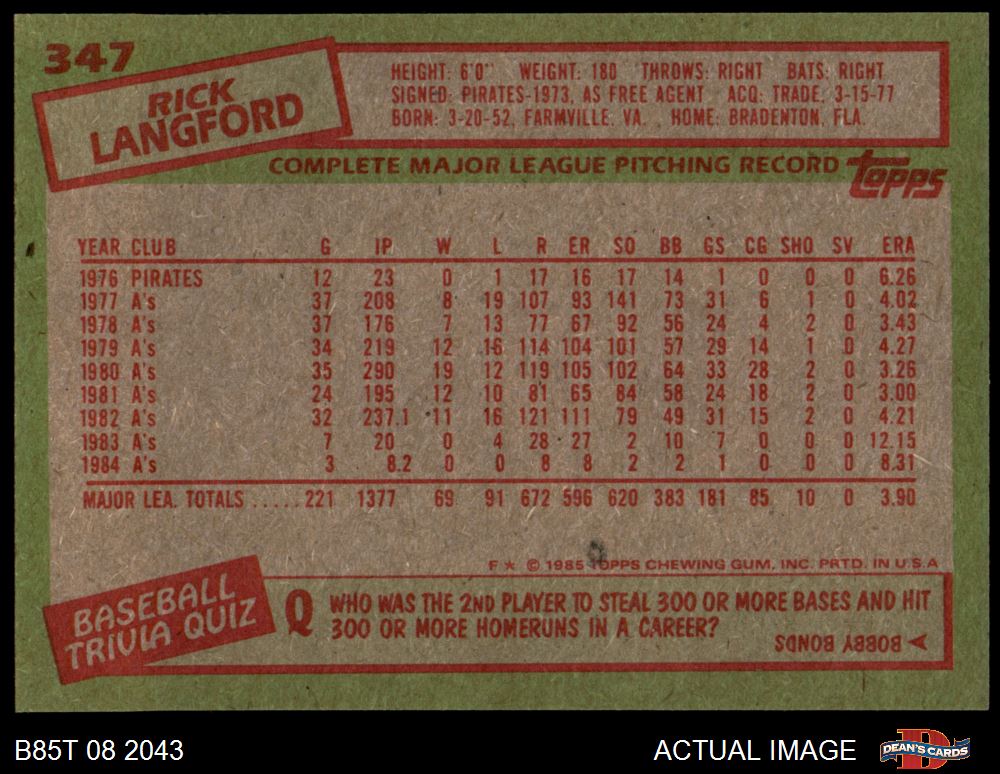 347
RICK
LANGFORD
HEIGHT: 6'0" WEIGHT: 180 THROWS: RIGHT BATS: RIGHT
SIGNED: PIRATES-1973, AS FREE AGENT ACQ: TRADE, 3-15-77
BORN: 3-20-52, FARMVILLE, VA. HOME: BRADENTON, FLA.
COMPLETE MAJOR LEAGUE PITCHING RECORD
topps
YEAR CLUB G IP W L R ER SO BB GS CG SHO SV ERA
1976 PIRATES 12 23 0 1 17 16 17 14 1 0 0 0 6.26
1977 A's 37 208 8 19 107 93 141 73 31 6 1 0 4.02
1978 A's 37 176 7 13 77 67 92 56 24 4 2 0 3.43
1979 A's 34 219 12 16 114 104 101 57 29 14 1 0 4.27
1980 A's 35 290 19 12 119 105 102 64 33 28 2 0 3.26
1981 A's 24 195 12 10 81 65 84 58 24 18 2 0 3.00
1982 A's 32 237.1 11 16 121 111 79 49 31 15 2 0 4.21
1983 A's 7 20 0 4 28 27 2 10 7 0 0 0 12.15
1984 A's 3 8.2 0 0 8 8 2 2 1 0 0 0 8.31
MAJOR LEA. TOTALS ..... 221 1377 69 91 672 596 620 383 181 85 10 0 3.90
F★ © 1985 TOPPS CHEWING GUM, INC. PRTD. IN U.S.A
BASEBALL
TRIVIA QUIZ
Q WHO WAS THE 2ND PLAYER TO STEAL 300 OR MORE BASES AND HIT
300 OR MORE HOMERUNS IN A CAREER?
BOBBY BONDS
B85T 08 2043 ACTUAL IMAGE
DEAN'S CARDS